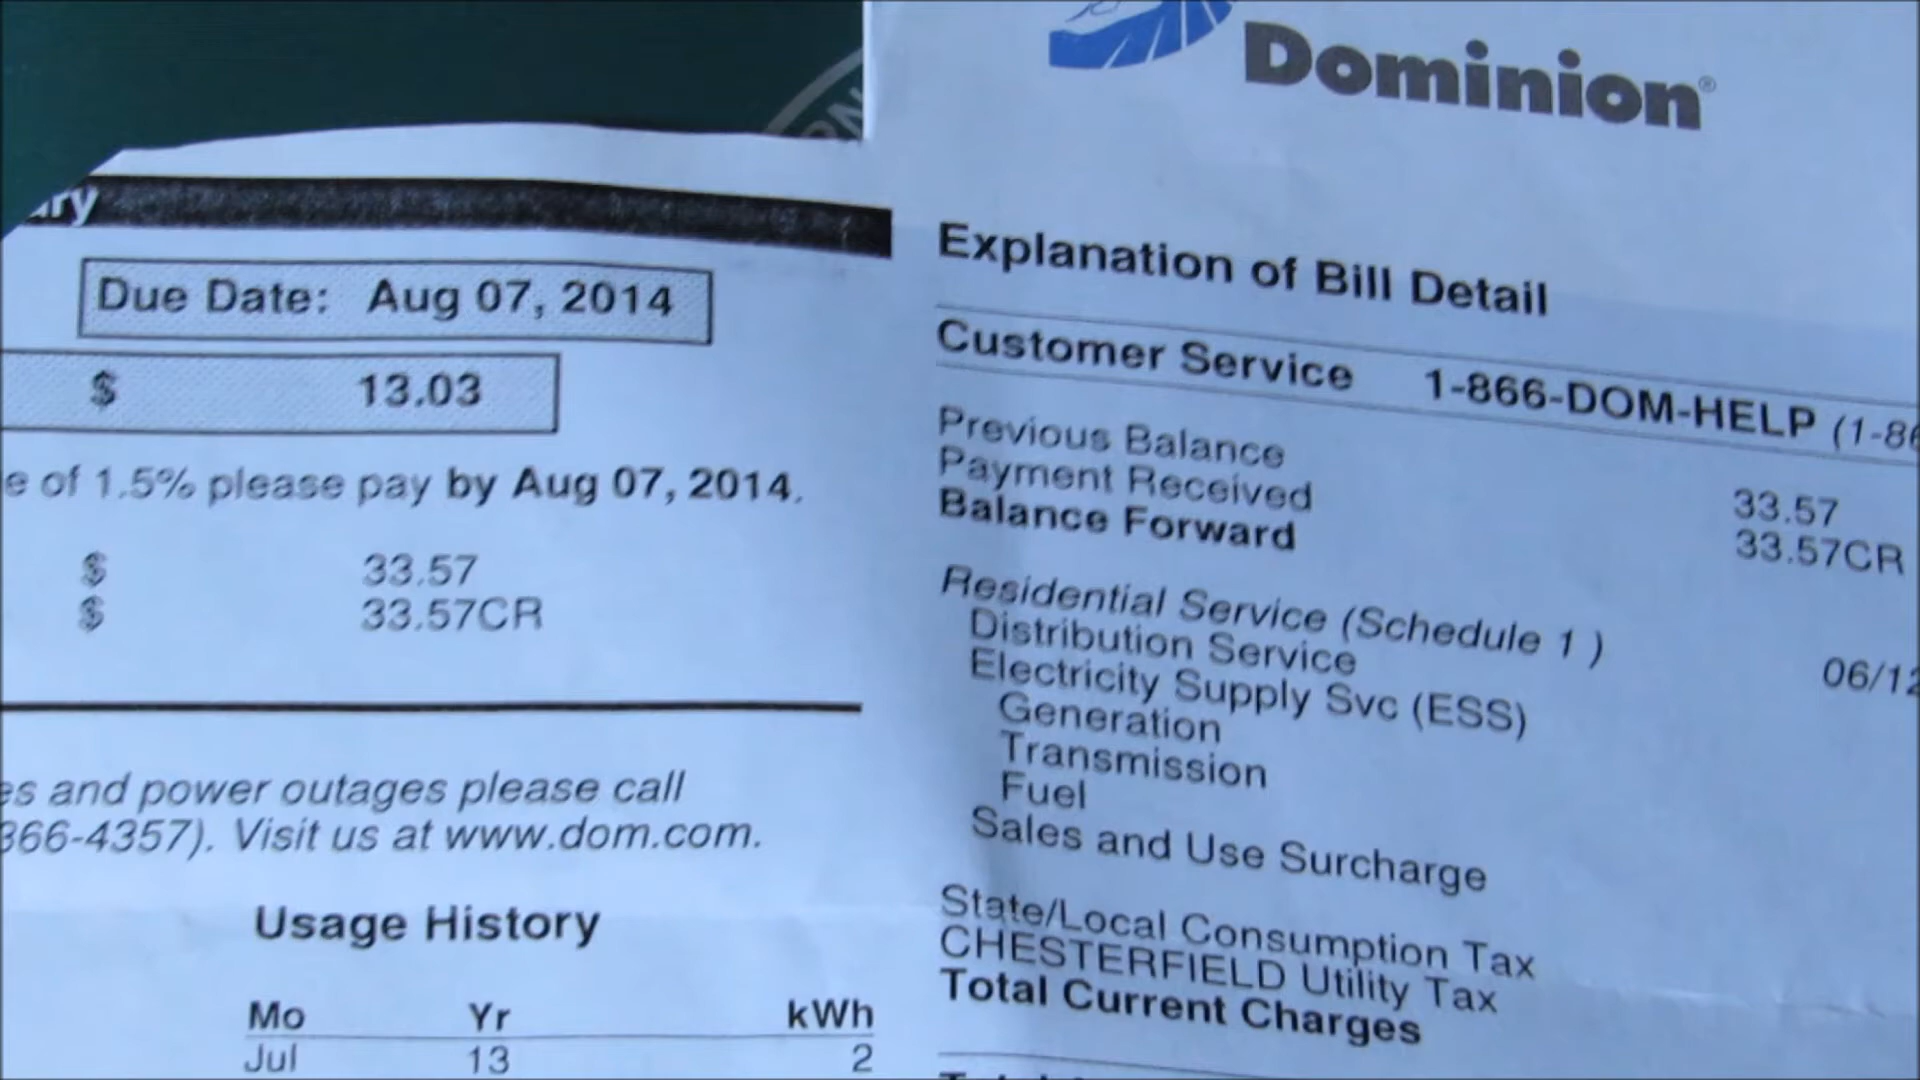 Due Date: Aug 07, 2014
$ 13.03
e of 1.5% please pay by Aug 07, 2014.
$ 33.57
$ 33.57CR
es and power outages please call
366-4357). Visit us at www.dom.com.
Usage History
Mo Yr kWh
Jul 13 2
Dominion®
Explanation of Bill Detail
Customer Service 1-866-DOM-HELP (1-86
Previous Balance 33.57
Payment Received 33.57CR
Balance Forward
Residential Service (Schedule 1 ) 06/12
Distribution Service
Electricity Supply Svc (ESS)
Generation
Transmission
Fuel
Sales and Use Surcharge
State/Local Consumption Tax
CHESTERFIELD Utility Tax
Total Current Charges